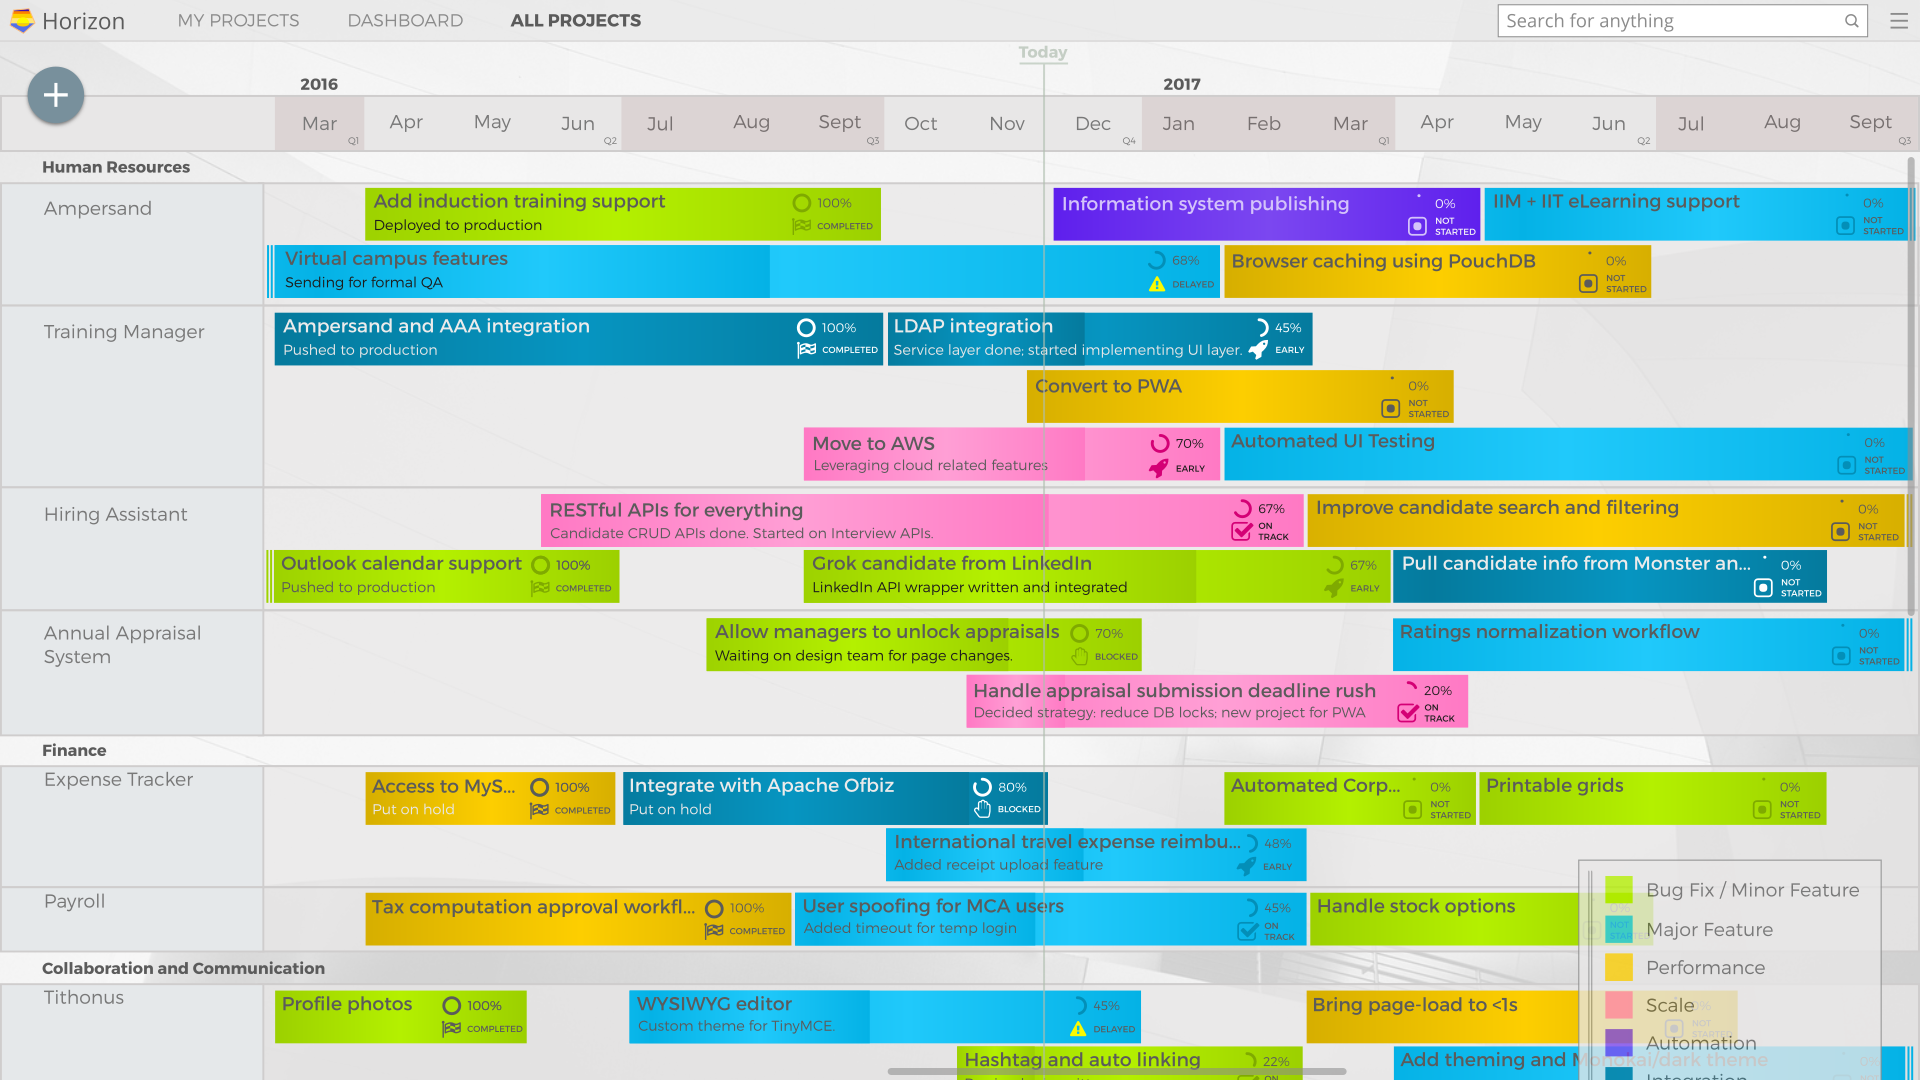 Horizon
MY PROJECTS
DASHBOARD
ALL PROJECTS
Search for anything
Today
2016
2017
Mar
Q1
Apr
May
Jun
Q2
Jul
Aug
Sept
Q3
Oct
Nov
Dec
Q4
Jan
Feb
Mar
Q1
Apr
May
Jun
Q2
Jul
Aug
Sept
Q3
Human Resources
Ampersand
Add induction training support
100%
Deployed to production
COMPLETED
Information system publishing
0%
NOT
STARTED
IIM + IIT eLearning support
0%
NOT
STARTED
Virtual campus features
68%
Sending for formal QA
DELAYED
Browser caching using PouchDB
0%
NOT
STARTED
Training Manager
Ampersand and AAA integration
100%
Pushed to production
COMPLETED
LDAP integration
45%
Service layer done; started implementing UI layer.
EARLY
Convert to PWA
0%
NOT
STARTED
Move to AWS
70%
Leveraging cloud related features
EARLY
Automated UI Testing
0%
NOT
STARTED
Hiring Assistant
RESTful APIs for everything
67%
Candidate CRUD APIs done. Started on Interview APIs.
ON
TRACK
Improve candidate search and filtering
0%
NOT
STARTED
Outlook calendar support
100%
Pushed to production
COMPLETED
Grok candidate from LinkedIn
67%
LinkedIn API wrapper written and integrated
EARLY
Pull candidate info from Monster an...
0%
NOT
STARTED
Annual Appraisal
System
Allow managers to unlock appraisals
70%
Waiting on design team for page changes.
BLOCKED
Ratings normalization workflow
0%
NOT
STARTED
Handle appraisal submission deadline rush
20%
Decided strategy: reduce DB locks; new project for PWA
ON
TRACK
Finance
Expense Tracker
Access to MyS...
100%
Put on hold
COMPLETED
Integrate with Apache Ofbiz
80%
Put on hold
BLOCKED
Automated Corp...
0%
NOT
STARTED
Printable grids
0%
NOT
STARTED
International travel expense reimbu...
48%
Added receipt upload feature
EARLY
Payroll
Tax computation approval workfl...
100%
COMPLETED
User spoofing for MCA users
45%
Added timeout for temp login
ON
TRACK
Handle stock options
0%
NOT
STARTED
Collaboration and Communication
Tithonus
Profile photos
100%
COMPLETED
WYSIWYG editor
45%
Custom theme for TinyMCE.
DELAYED
Bring page-load to <1s
0%
NOT
STARTED
Hashtag and auto linking
22%
ON
Add theming and Monokai/dark theme
0%
Bug Fix / Minor Feature
Major Feature
Performance
Scale
Automation
Integration